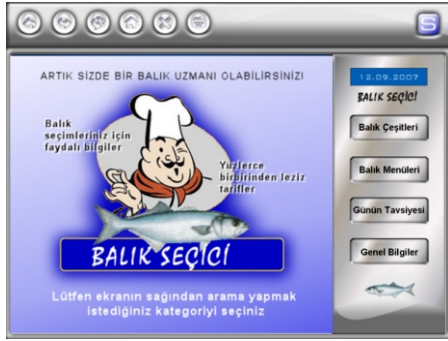 S
ARTIK SİZDE BİR BALIK UZMANI OLABİLİRSİNİZ!
Balık
seçimleriniz için
faydalı bilgiler
Yüzlerce
birbirinden leziz
tarifler
BALIK SEÇİCİ
Lütfen ekranın sağından arama yapmak
istediğiniz kategoriyi seçiniz
12.09.2007
BALIK SEÇİCİ
Balık Çeşitleri
Balık Menüleri
Günün Tavsiyesi
Genel Bilgiler